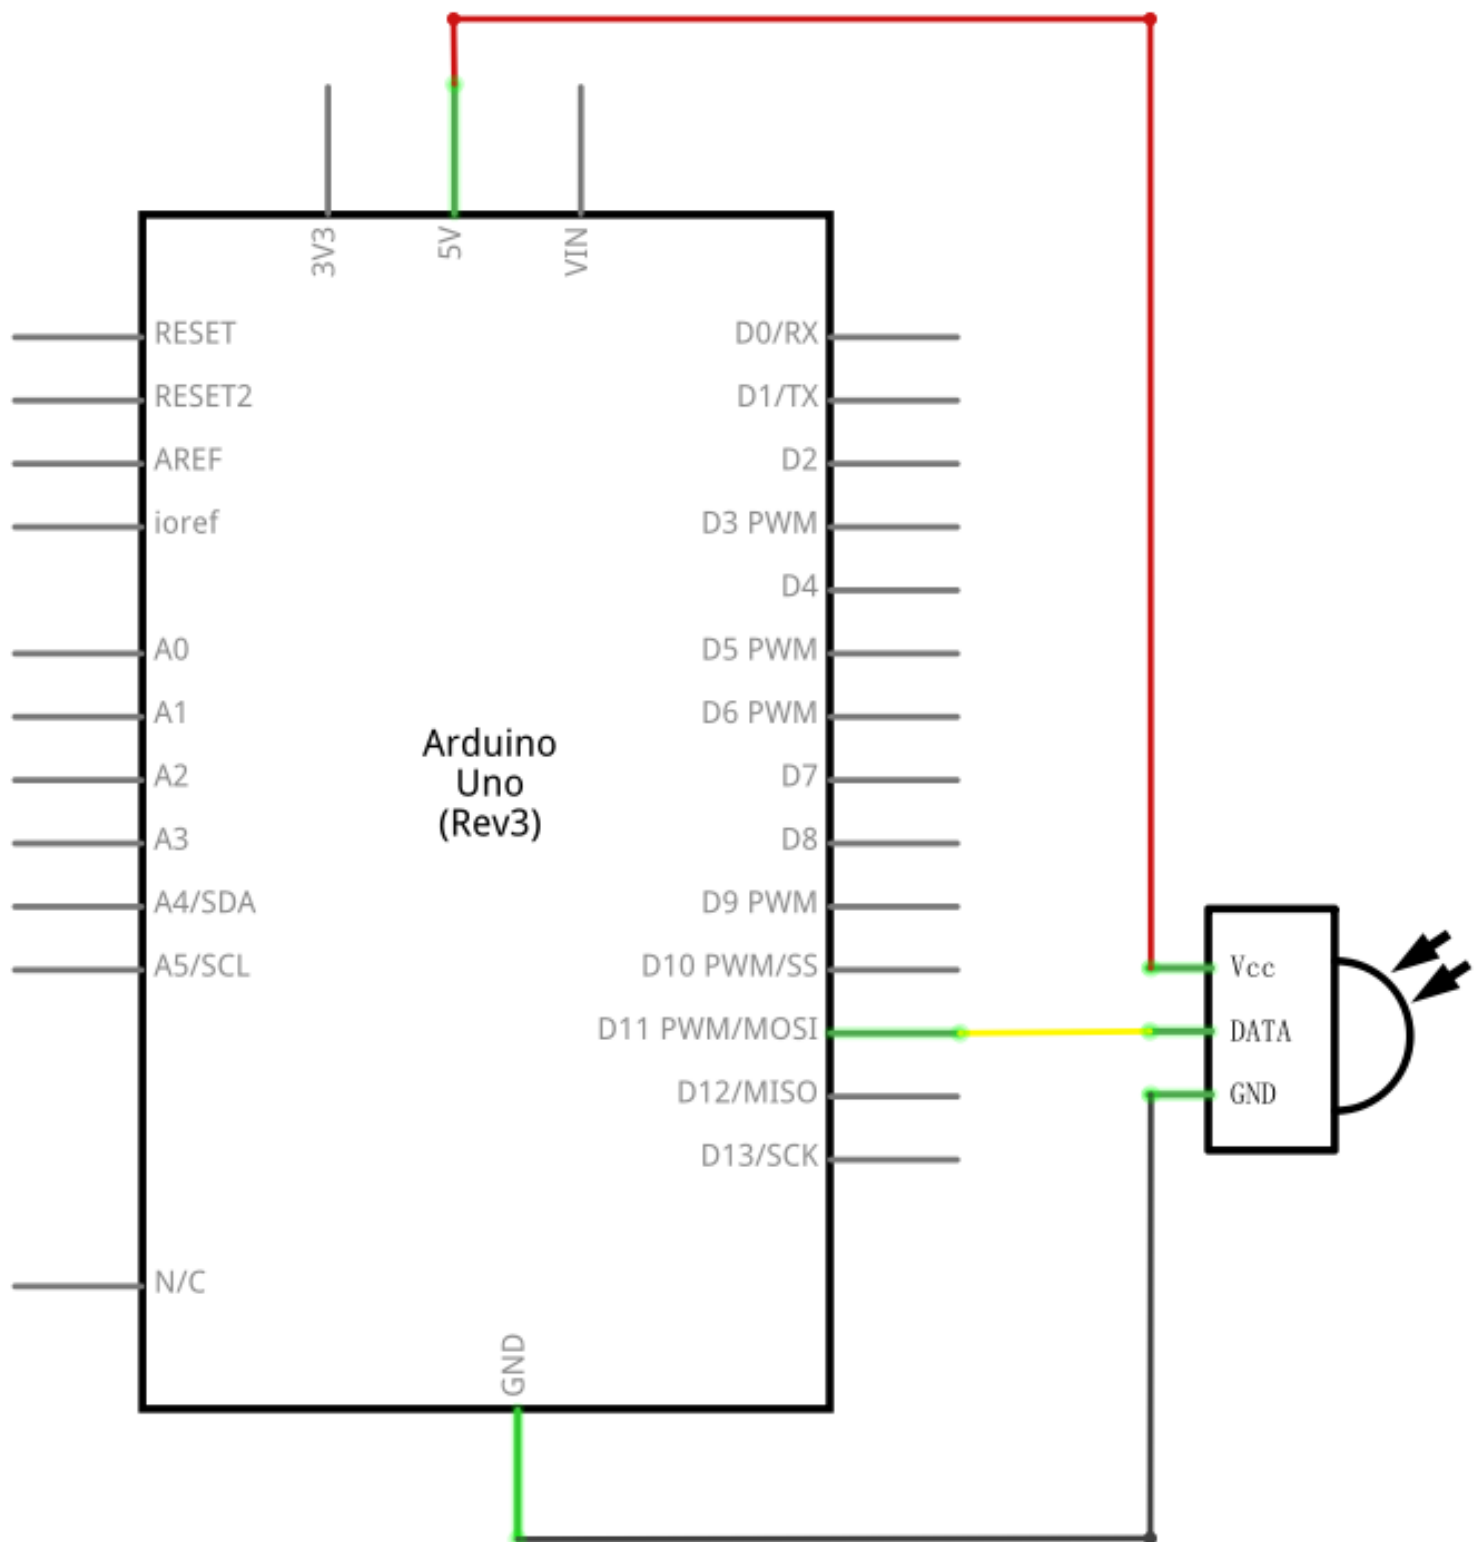 3V3
5V
VIN
RESET
RESET2
AREF
ioref
A0
A1
A2
A3
A4/SDA
A5/SCL
N/C
Arduino
Uno
(Rev3)
D0/RX
D1/TX
D2
D3 PWM
D4
D5 PWM
D6 PWM
D7
D8
D9 PWM
D10 PWM/SS
D11 PWM/MOSI
D12/MISO
D13/SCK
GND
Vcc
DATA
GND